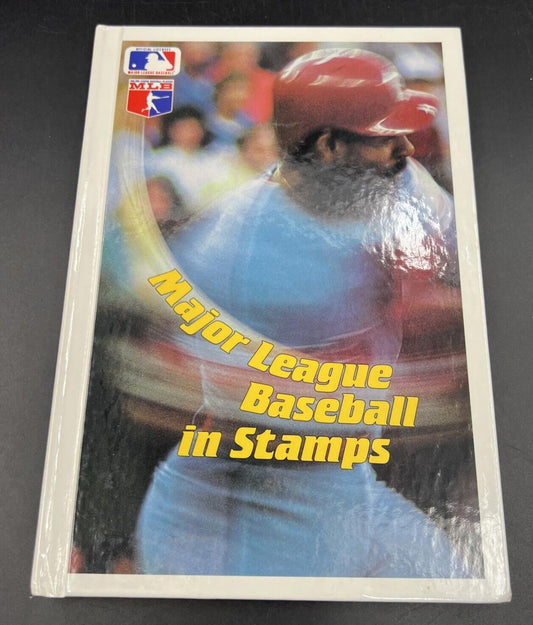 OFFICIAL LICENSEE
MAJOR LEAGUE BASEBALL
MLB
Major League
Baseball
in Stamps